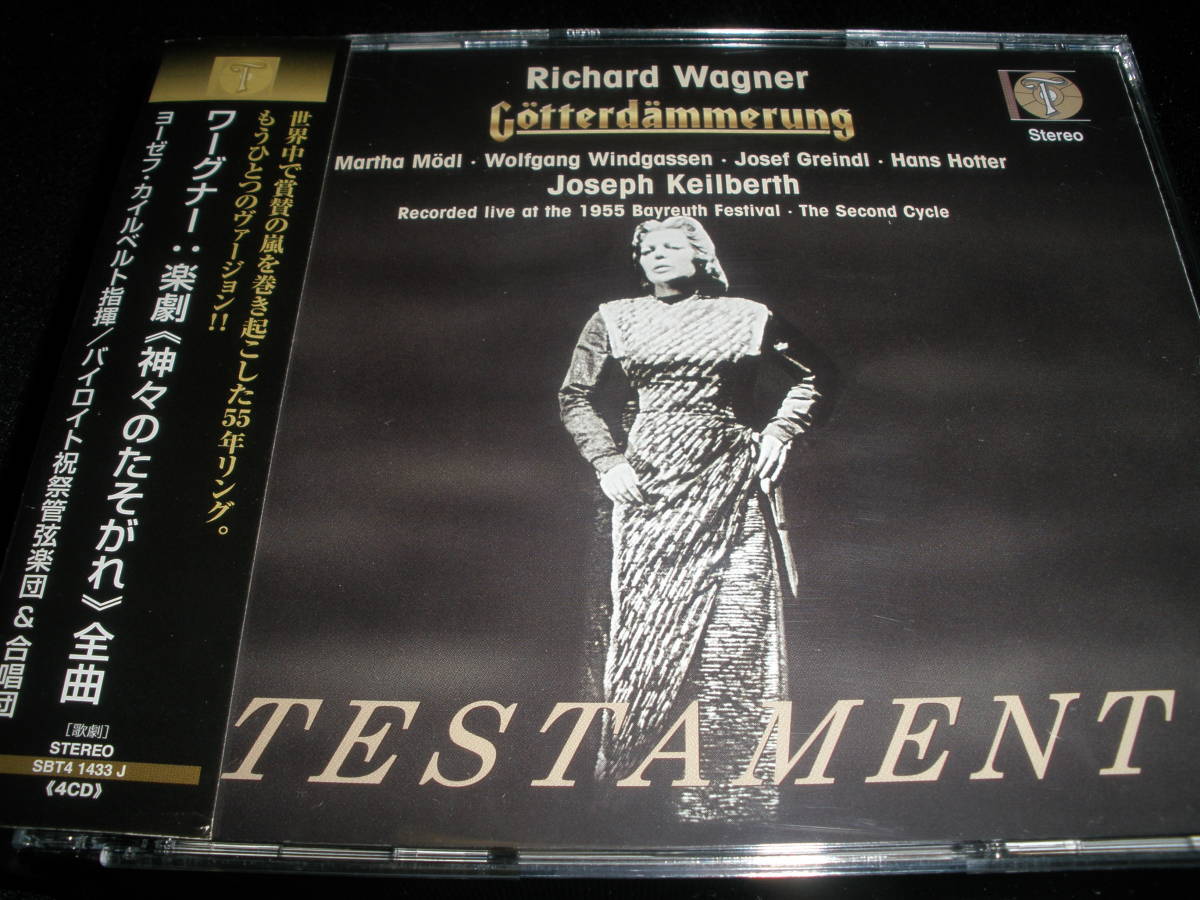 世界中で賞賛の嵐を巻き起こした55年リング。
もうひとつのヴァージョン!!
ワーグナー：楽劇《神々のたそがれ》全曲
ヨーゼフ・カイルベルト指揮/バイロイト祝祭管弦楽団&合唱団
[歌劇]
STEREO
SBT4 1433 J
《4CD》
Richard Wagner
Götterdämmerung
Martha Mödl · Wolfgang Windgassen · Josef Greindl · Hans Hotter
Joseph Keilberth
Recorded live at the 1955 Bayreuth Festival · The Second Cycle
Stereo
TESTAMENT